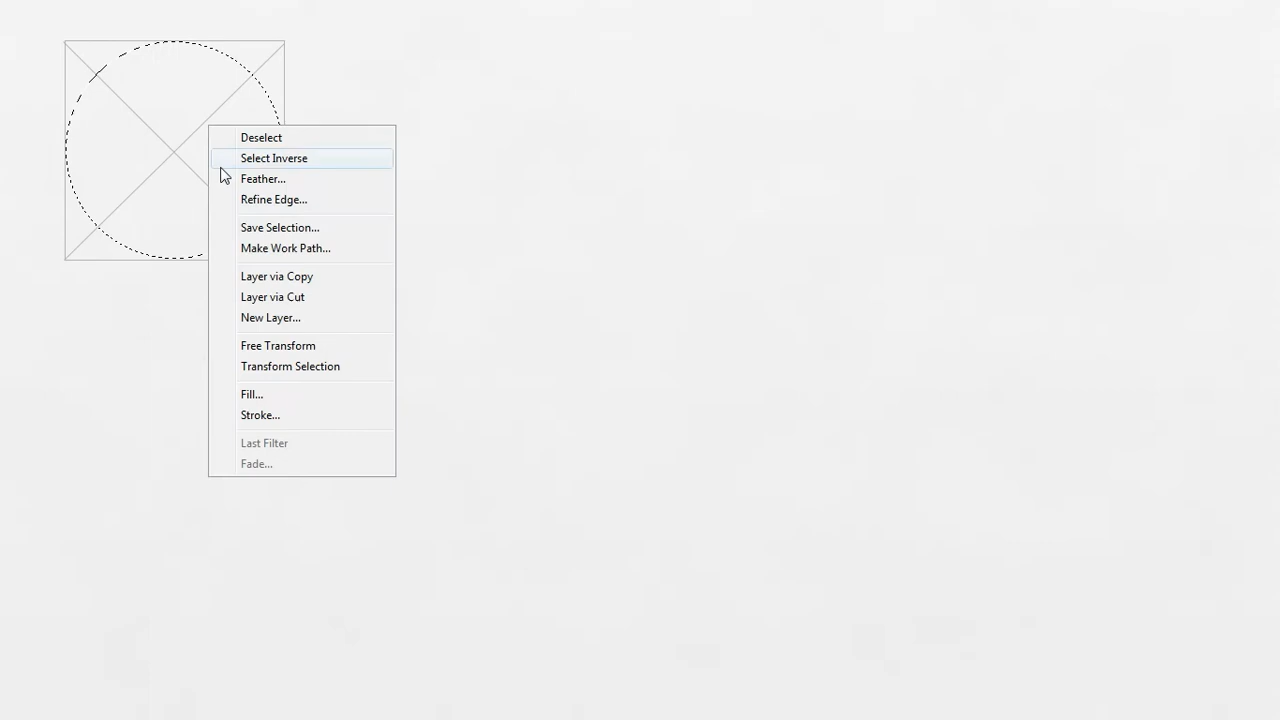 Deselect
Select Inverse
Feather...
Refine Edge...
Save Selection...
Make Work Path...
Layer via Copy
Layer via Cut
New Layer...
Free Transform
Transform Selection
Fill...
Stroke...
Last Filter
Fade...